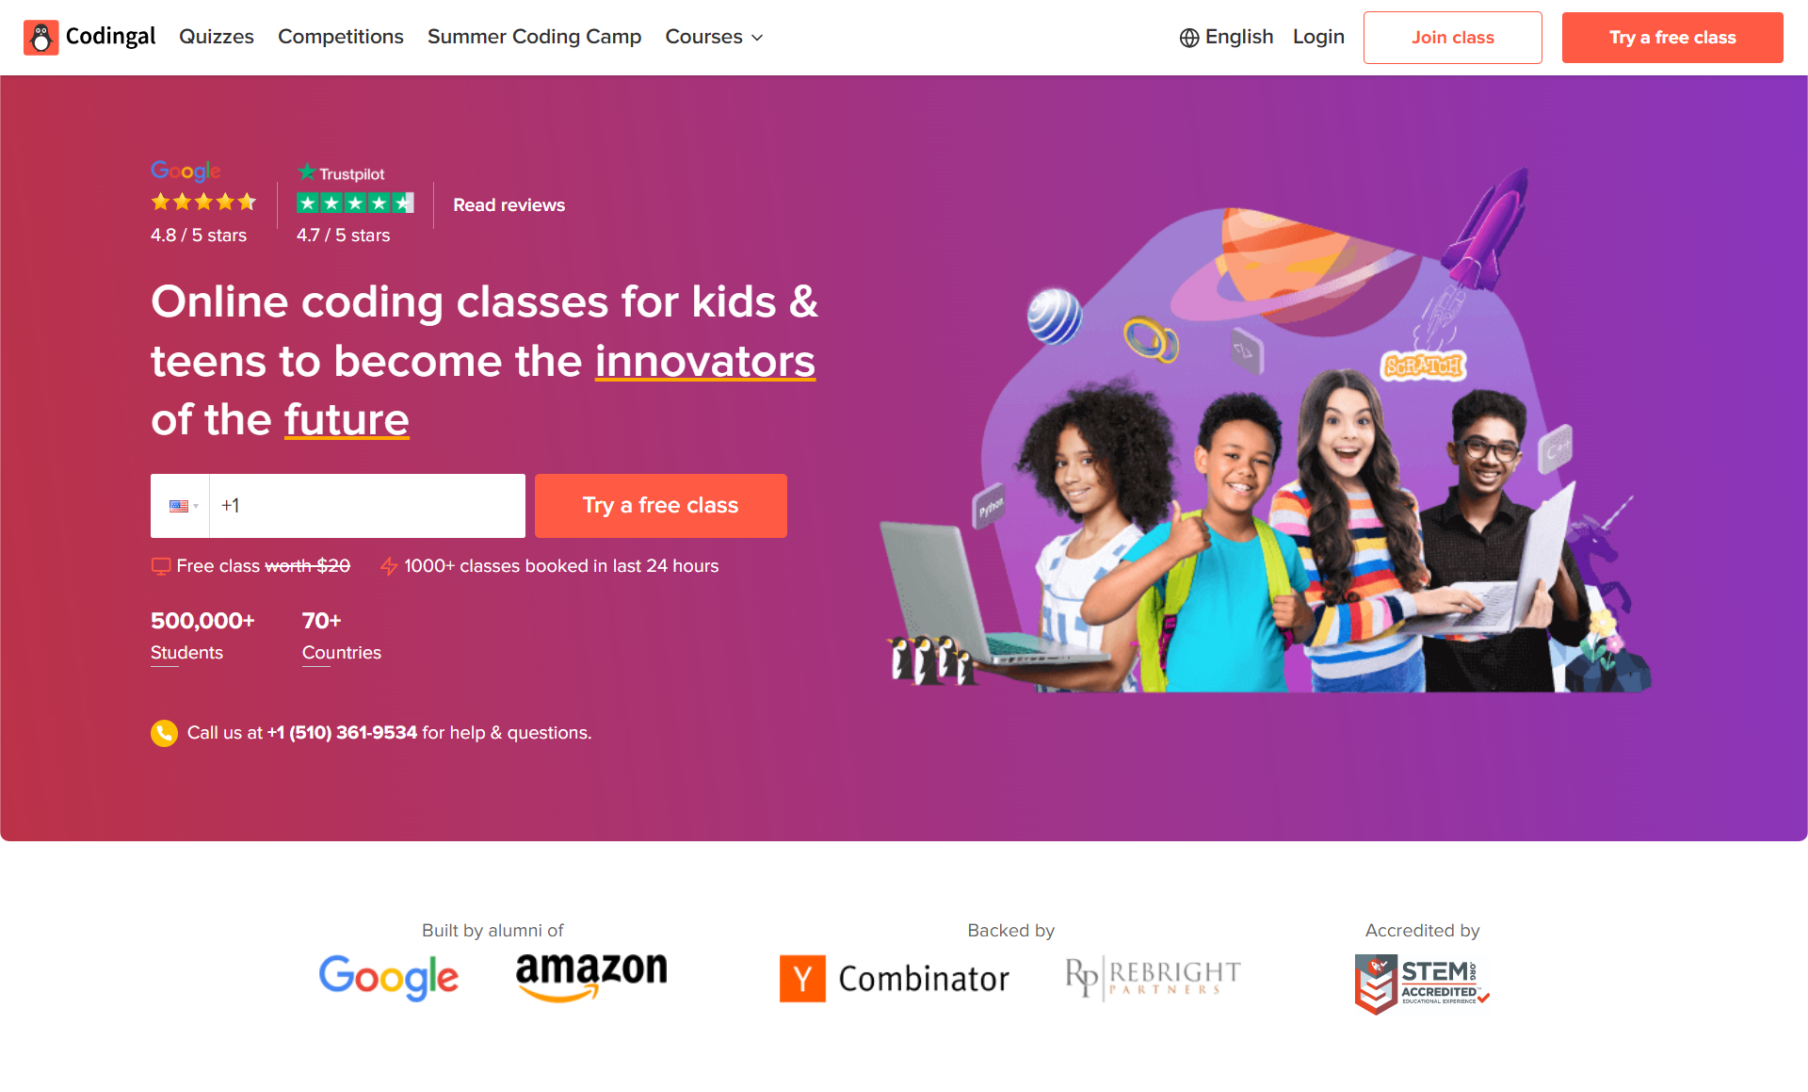 Codingal
Quizzes
Competitions
Summer Coding Camp
Courses
English
Login
Join class
Try a free class
Google
4.8 / 5 stars
Trustpilot
4.7 / 5 stars
Read reviews
Online coding classes for kids &
teens to become the innovators
of the future
+1
Try a free class
Free class worth $20
1000+ classes booked in last 24 hours
500,000+
Students
70+
Countries
Call us at +1 (510) 361-9534 for help & questions.
SCRATCH
Python
C++
Built by alumni of
Google
amazon
Backed by
Y Combinator
RP REBRIGHT
PARTNERS
Accredited by
STEM.ORG
ACCREDITED™
EDUCATIONAL EXPERIENCE